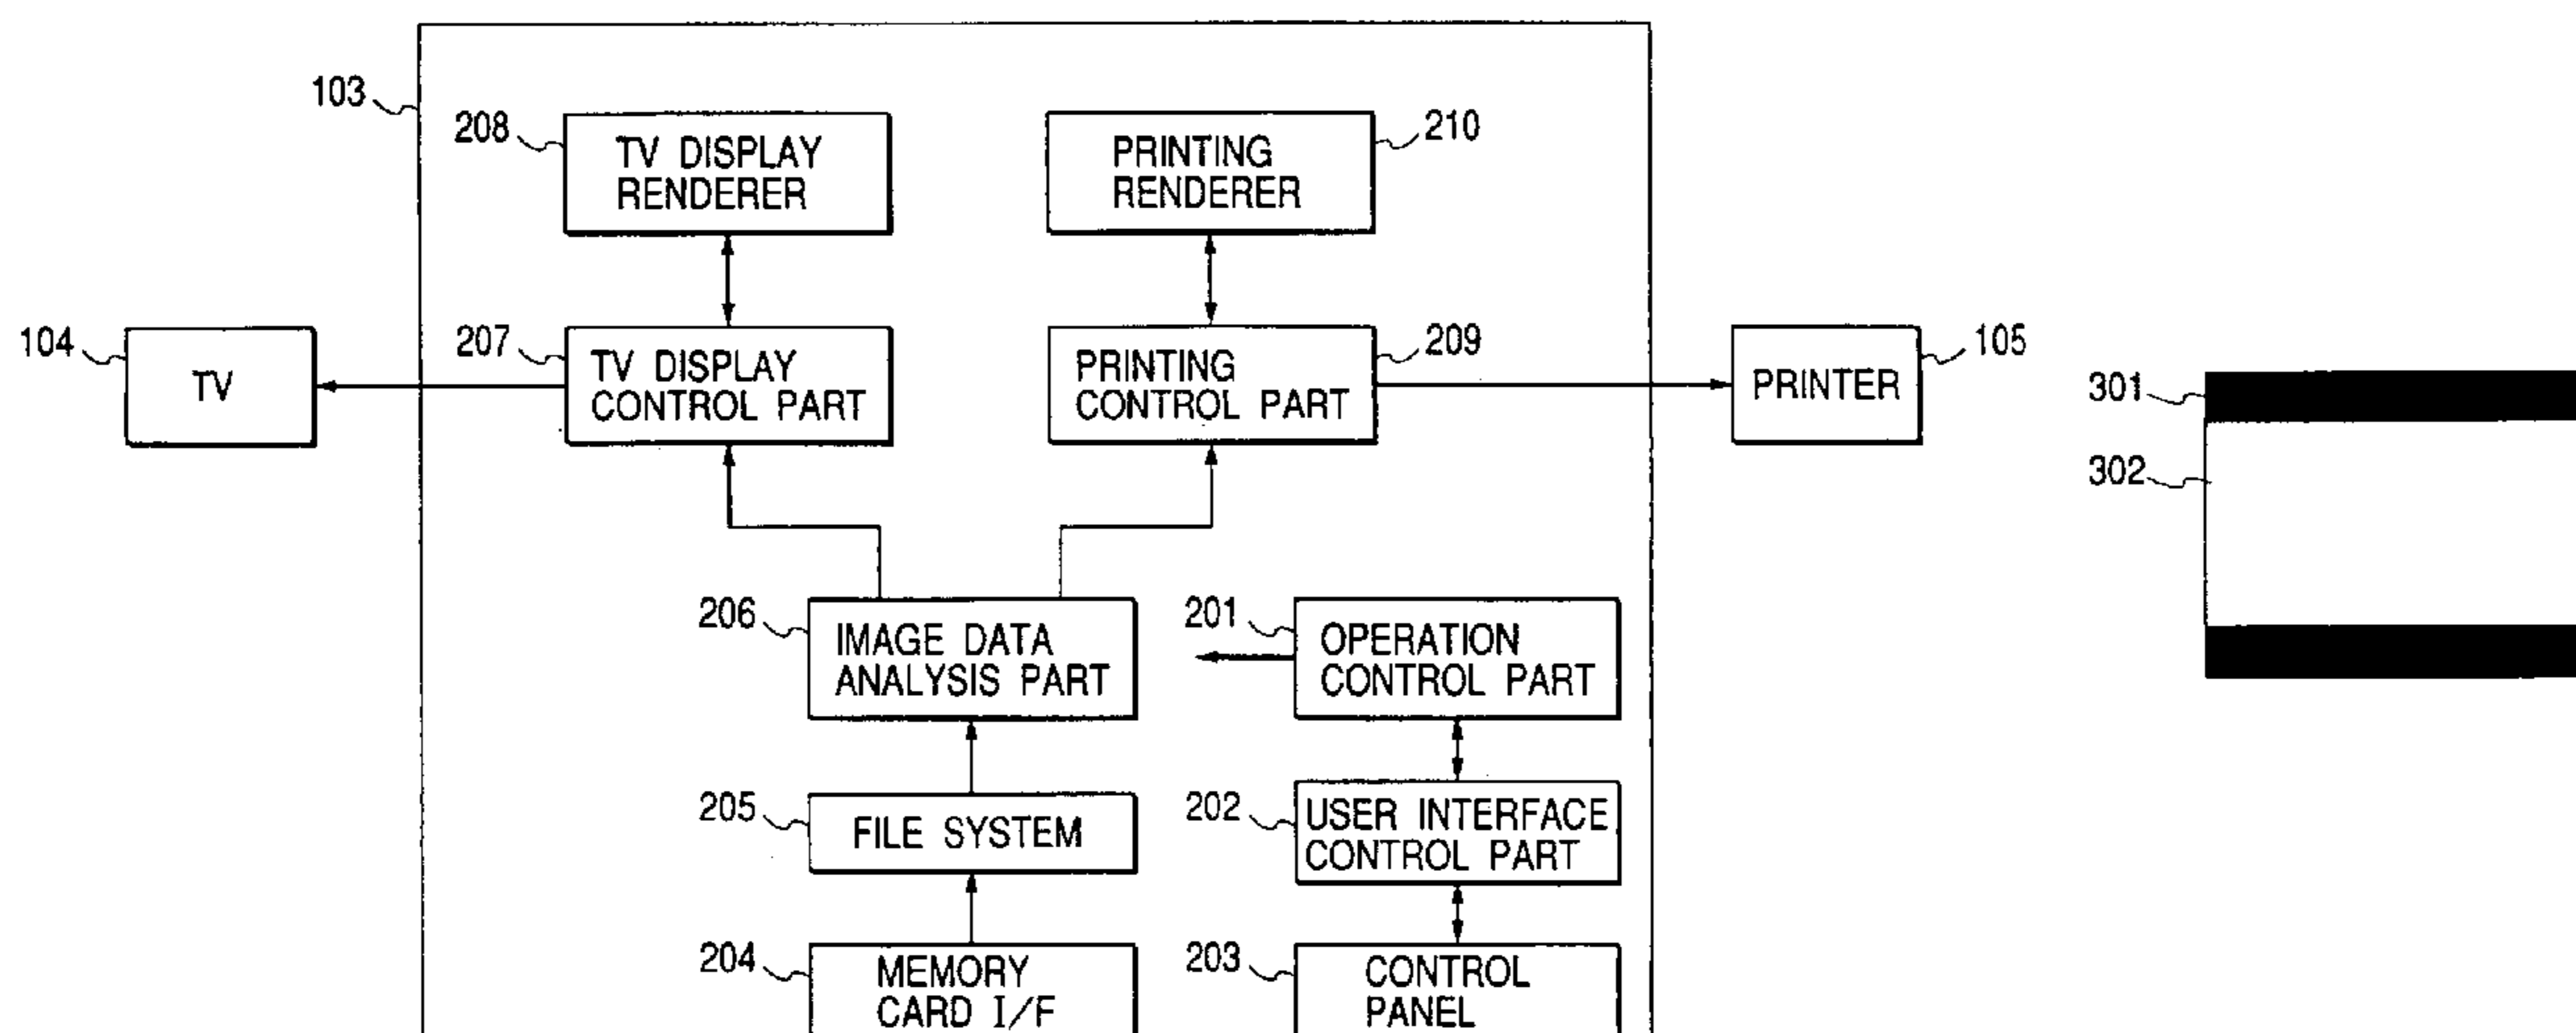 103
208
TV DISPLAY
RENDERER
PRINTING
RENDERER
210
104
TV
207
TV DISPLAY
CONTROL PART
PRINTING
CONTROL PART
209
PRINTER
105
301
302
206
IMAGE DATA
ANALYSIS PART
201
OPERATION
CONTROL PART
205
FILE SYSTEM
202
USER INTERFACE
CONTROL PART
204
MEMORY
CARD I/F
203
CONTROL
PANEL